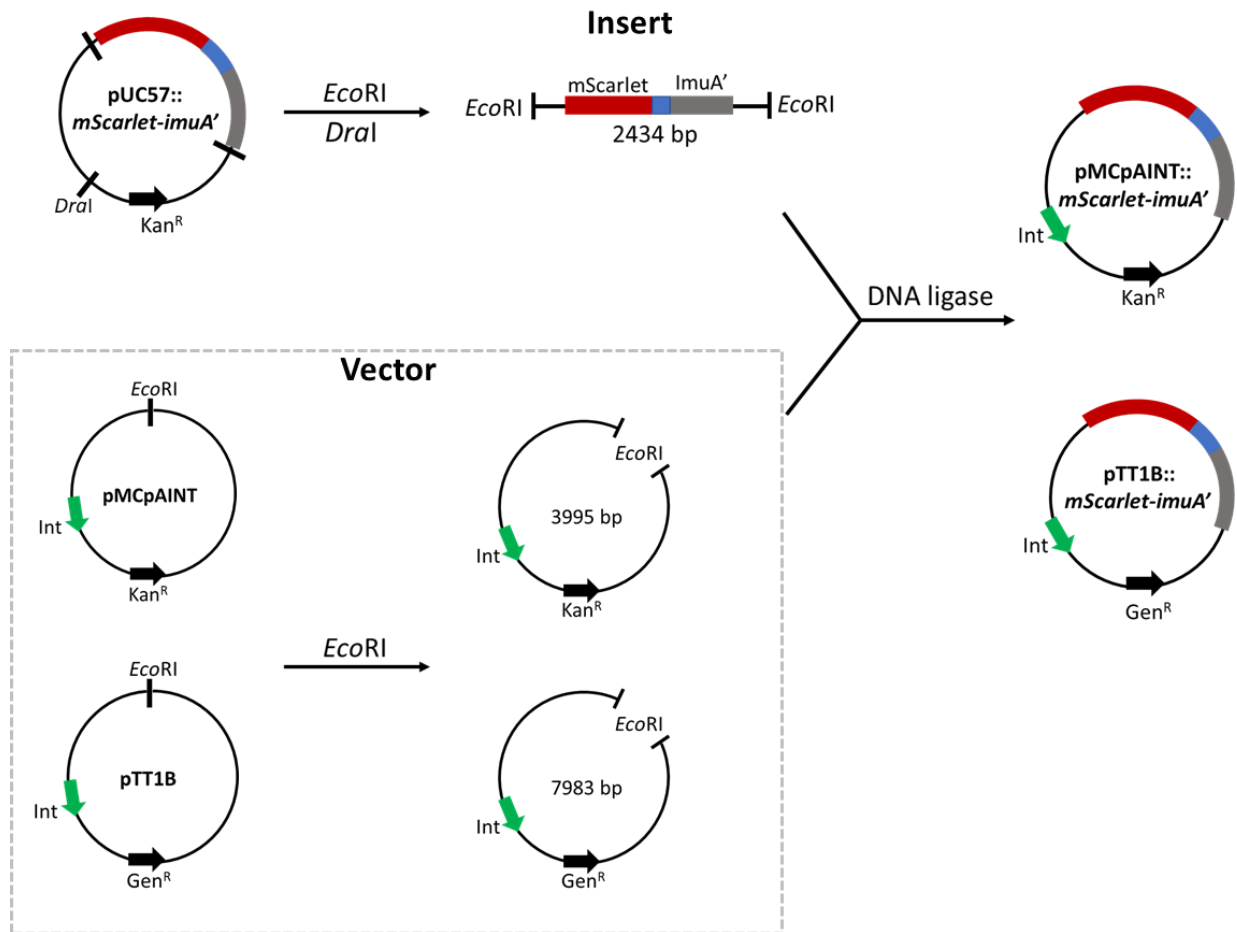 Insert
pUC57::
mScarlet-imuA’
DraI
Kan^R
EcoRI
DraI
EcoRI
mScarlet
ImuA’
EcoRI
2434 bp
Vector
EcoRI
pMCpAINT
Int
Kan^R
EcoRI
3995 bp
Int
Kan^R
EcoRI
EcoRI
pTT1B
Int
Gen^R
EcoRI
7983 bp
Int
Gen^R
DNA ligase
pMCpAINT::
mScarlet-imuA’
Int
Kan^R
pTT1B::
mScarlet-imuA’
Int
Gen^R